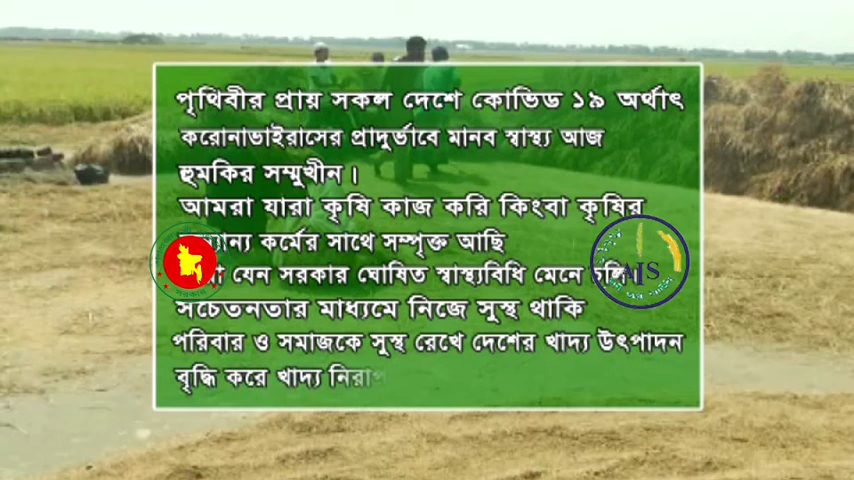 পৃথিবীর প্রায় সকল দেশে কোভিড ১৯ অর্থাৎ
করোনাভাইরাসের প্রাদুর্ভাবে মানব স্বাস্থ্য আজ
হুমকির সম্মুখীন।
আমরা যারা কৃষি কাজ করি কিংবা কৃষির
কর্মের সাথে সম্পৃক্ত আছি
যেন সরকার ঘোষিত স্বাস্থ্যবিধি মেনে চলি
AIS
সচেতনতার মাধ্যমে নিজে সুস্থ থাকি
পরিবার ও সমাজকে সুস্থ রেখে দেশের খাদ্য উৎপাদন
বৃদ্ধি করে খাদ্য